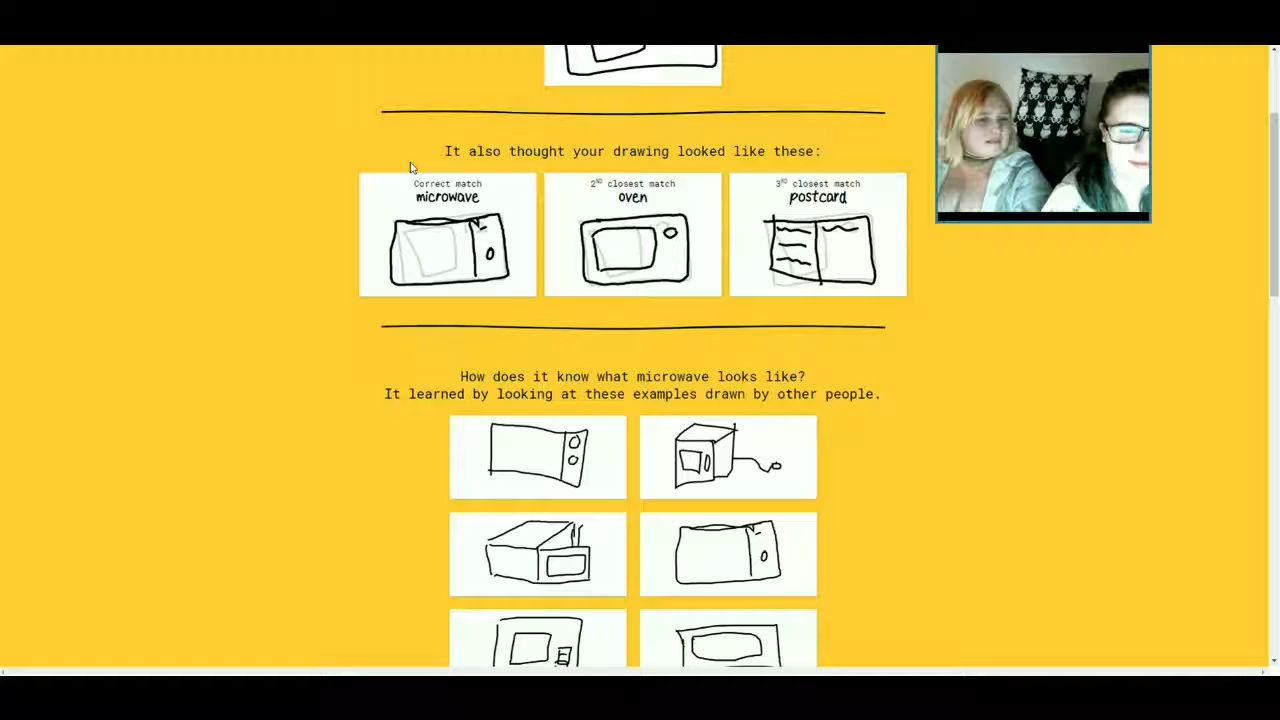 It also thought your drawing looked like these:
Correct match
microwave
2ND closest match
oven
3RD closest match
postcard
How does it know what microwave looks like?
It learned by looking at these examples drawn by other people.